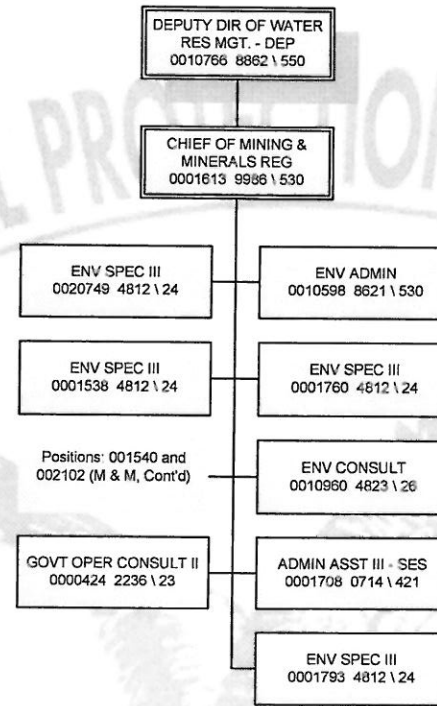 DEPUTY DIR OF WATER
RES MGT. - DEP
0010766 8862 \ 550
CHIEF OF MINING &
MINERALS REG
0001613 9986 \ 530
ENV SPEC III
0020749 4812 \ 24
ENV ADMIN
0010598 8621 \ 530
ENV SPEC III
0001538 4812 \ 24
ENV SPEC III
0001760 4812 \ 24
Positions: 001540 and
002102 (M & M, Cont'd)
ENV CONSULT
0010960 4823 \ 26
GOVT OPER CONSULT II
0000424 2236 \ 23
ADMIN ASST III - SES
0001708 0714 \ 421
ENV SPEC III
0001793 4812 \ 24